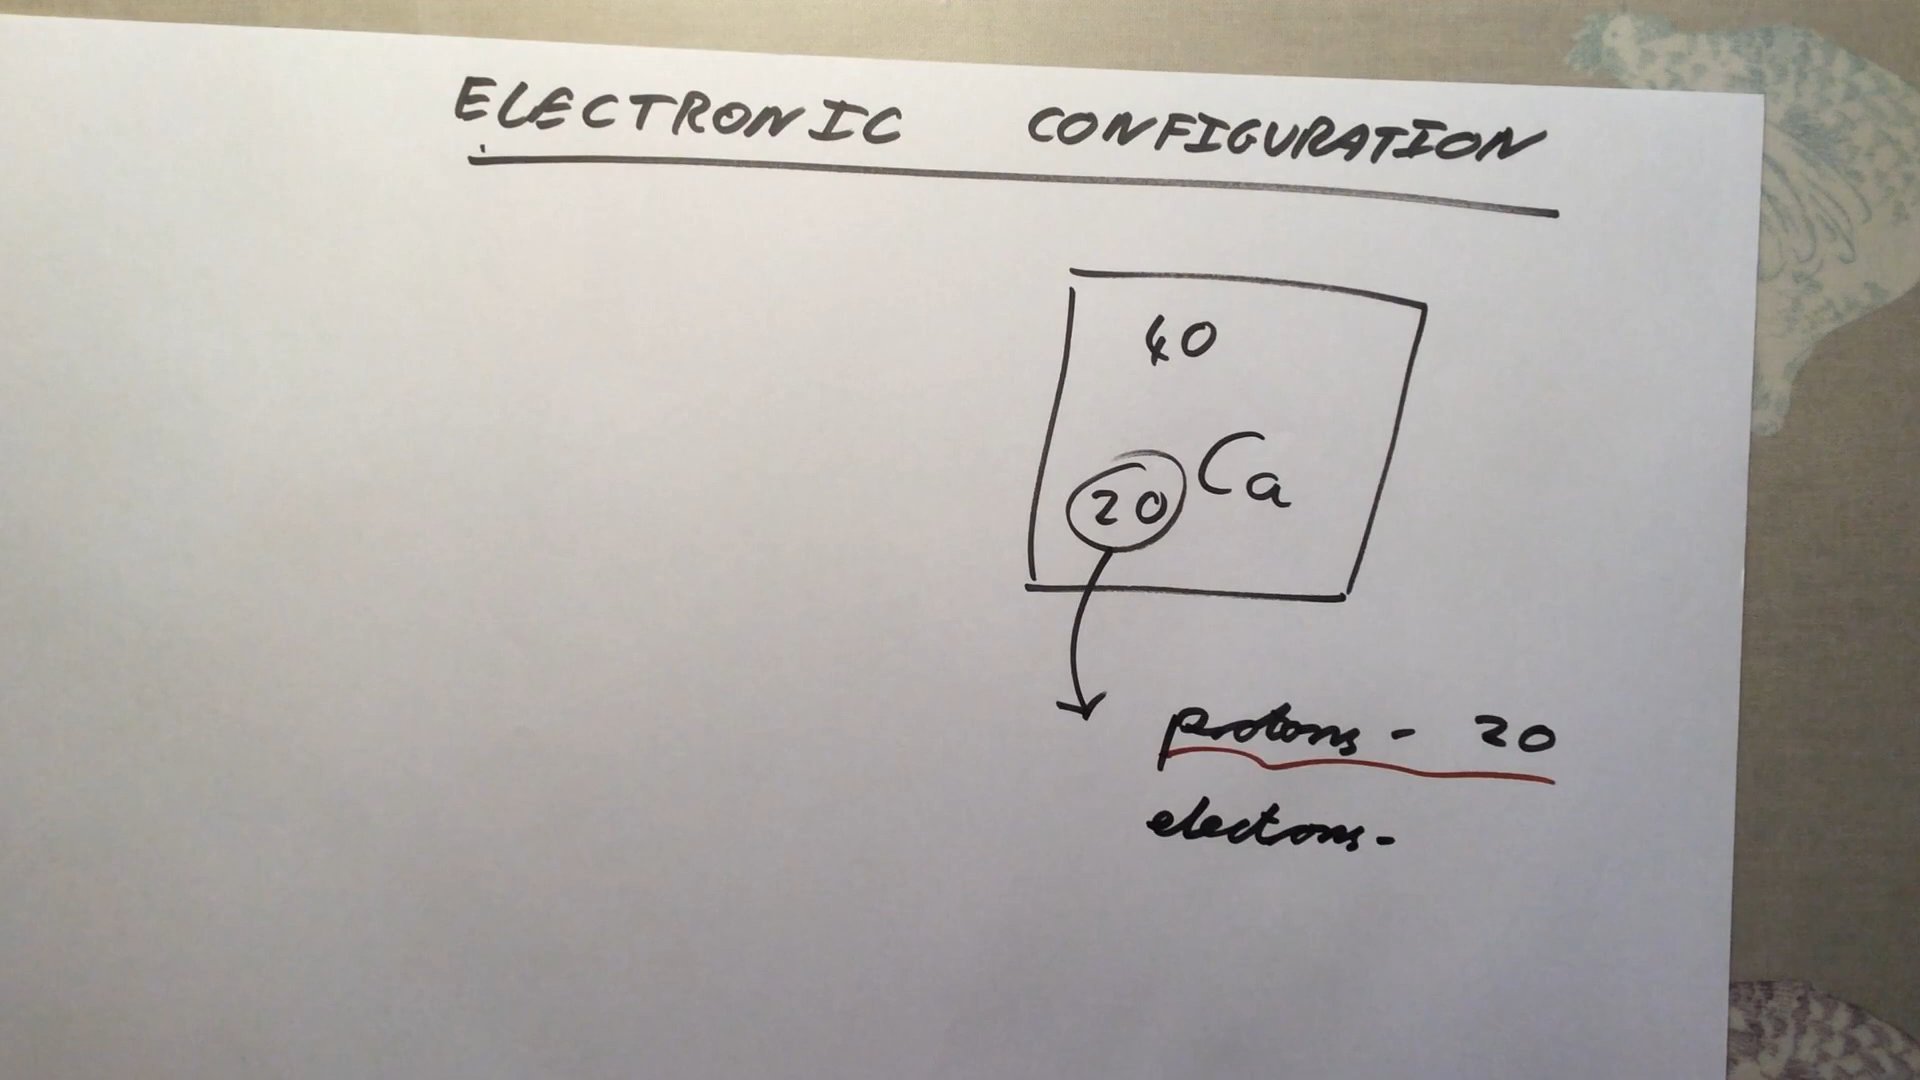 ELECTRONIC CONFIGURATION
40
20 Ca
protons - 20
electrons -